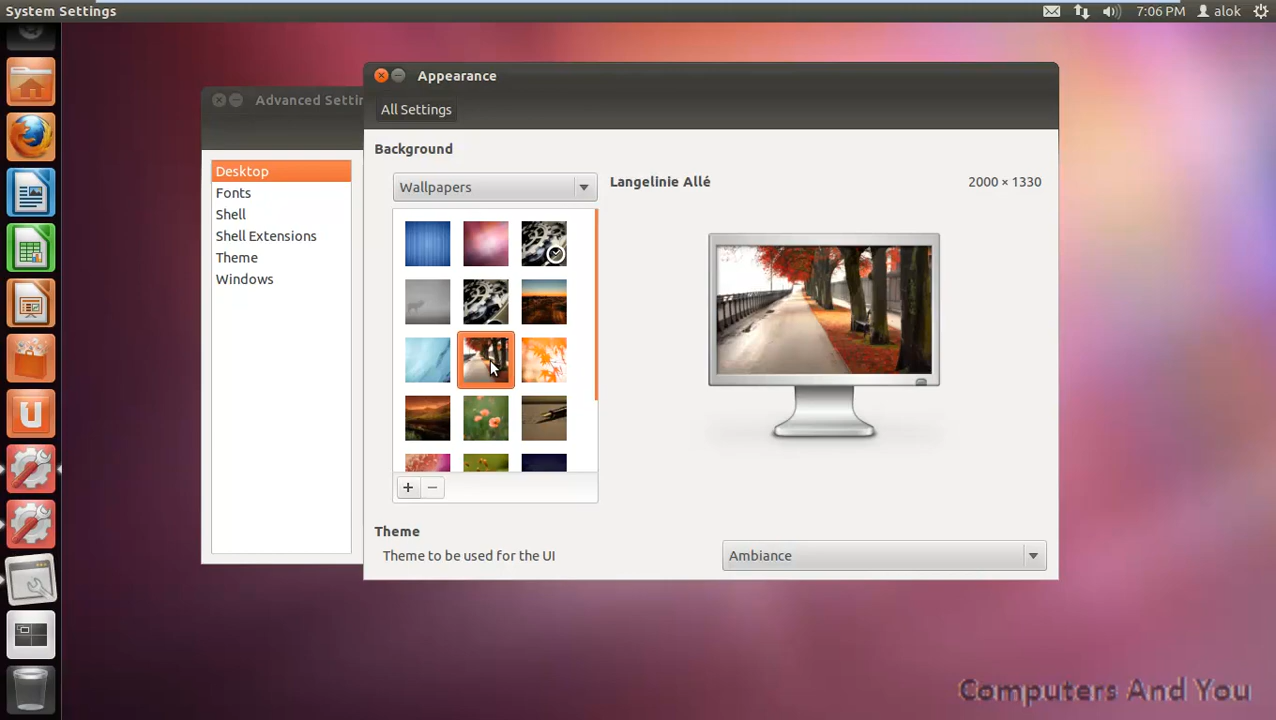 System Settings
7:06 PM
alok
Advanced Settin
Appearance
All Settings
Desktop
Fonts
Shell
Shell Extensions
Theme
Windows
Background
Wallpapers
Langelinie Allé
2000 × 1330
+
−
Theme
Theme to be used for the UI
Ambiance
Computers And You